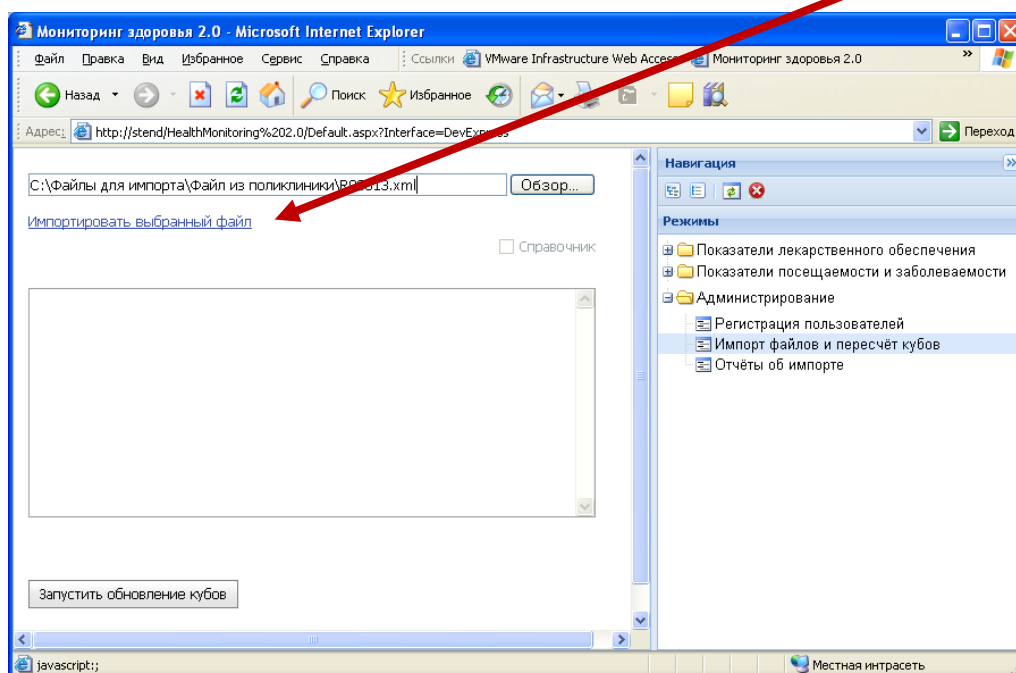 Мониторинг здоровья 2.0 - Microsoft Internet Explorer
Файл Правка Вид Избранное Сервис Справка Ссылки VMware Infrastructure Web Access Мониторинг здоровья 2.0 »
Назад Поиск Избранное
Адрес: http://stend/HealthMonitoring%202.0/Default.aspx?Interface=DevExpress Переход
C:\Файлы для импорта\Файл из поликлиники\ Обзор...
Импортировать выбранный файл
Справочник
Запустить обновление кубов
Навигация »
Режимы
Показатели лекарственного обеспечения
Показатели посещаемости и заболеваемости
Администрирование
Регистрация пользователей
Импорт файлов и пересчёт кубов
Отчёты об импорте
javascript:; Местная интрасеть